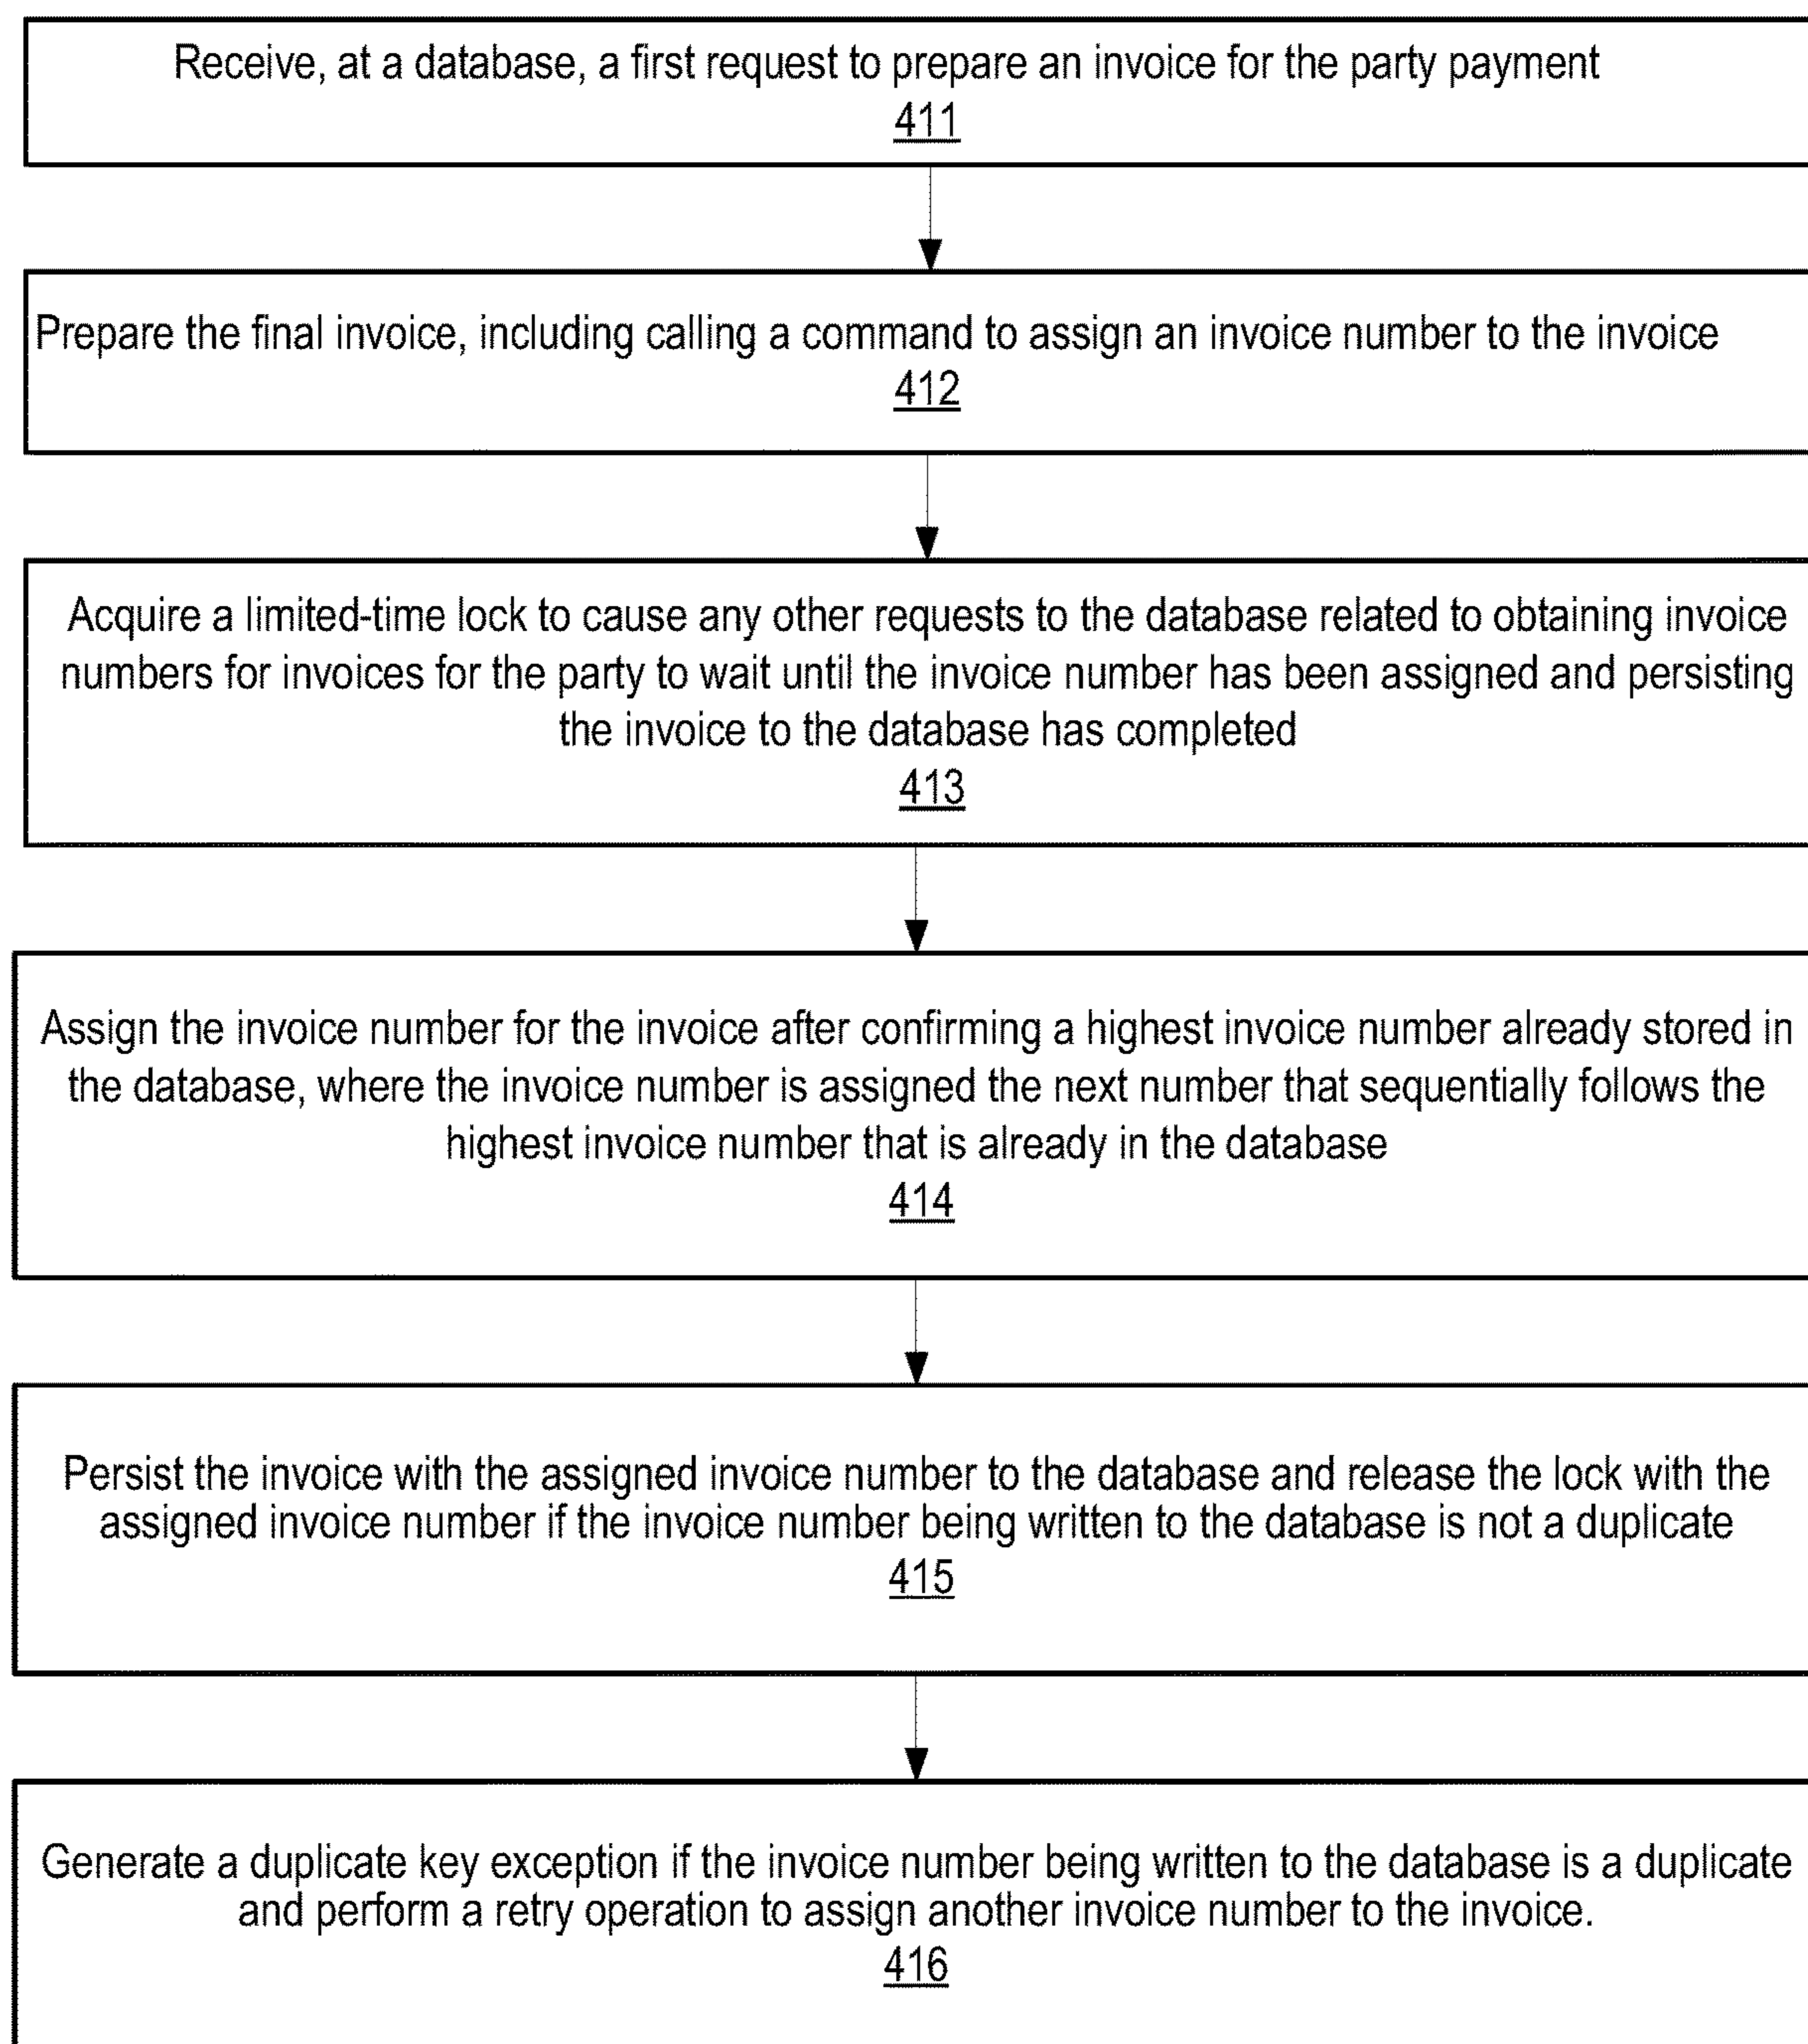 Receive, at a database, a first request to prepare an invoice for the party payment
411
Prepare the final invoice, including calling a command to assign an invoice number to the invoice
412
Acquire a limited-time lock to cause any other requests to the database related to obtaining invoice
numbers for invoices for the party to wait until the invoice number has been assigned and persisting
the invoice to the database has completed
413
Assign the invoice number for the invoice after confirming a highest invoice number already stored in
the database, where the invoice number is assigned the next number that sequentially follows the
highest invoice number that is already in the database
414
Persist the invoice with the assigned invoice number to the database and release the lock with the
assigned invoice number if the invoice number being written to the database is not a duplicate
415
Generate a duplicate key exception if the invoice number being written to the database is a duplicate
and perform a retry operation to assign another invoice number to the invoice.
416